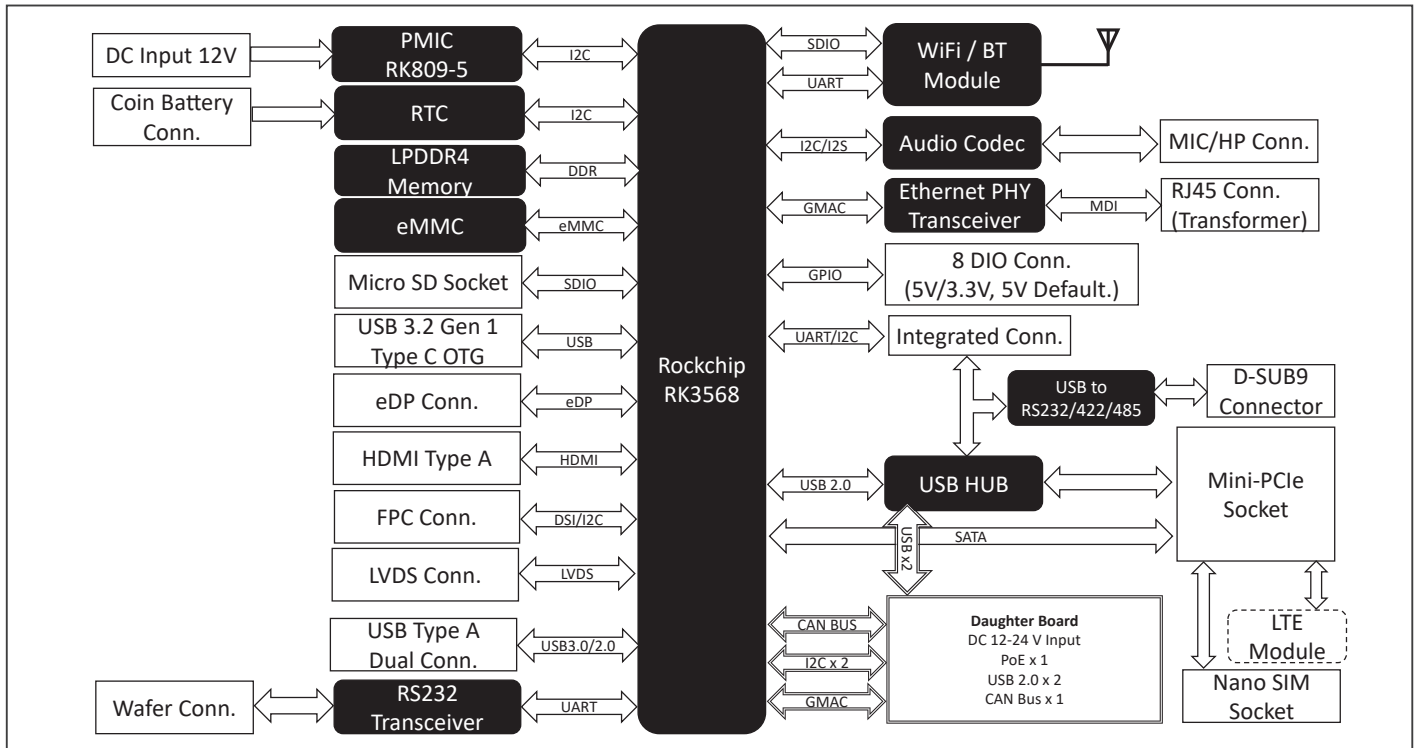 DC Input 12V
PMIC
RK809-5
I2C
Coin Battery
Conn.
RTC
I2C
LPDDR4
Memory
DDR
eMMC
eMMC
Micro SD Socket
SDIO
USB 3.2 Gen 1
Type C OTG
USB
eDP Conn.
eDP
HDMI Type A
HDMI
FPC Conn.
DSI/I2C
LVDS Conn.
LVDS
USB Type A
Dual Conn.
USB3.0/2.0
Wafer Conn.
RS232
Transceiver
UART
Rockchip
RK3568
SDIO
UART
WiFi / BT
Module
I2C/I2S
Audio Codec
MIC/HP Conn.
GMAC
Ethernet PHY
Transceiver
MDI
RJ45 Conn.
(Transformer)
GPIO
8 DIO Conn.
(5V/3.3V, 5V Default.)
UART/I2C
Integrated Conn.
USB to
RS232/422/485
D-SUB9
Connector
USB 2.0
USB HUB
Mini-PCIe
Socket
SATA
USB x2
CAN BUS
I2C x 2
GMAC
Daughter Board
DC 12-24 V Input
PoE x 1
USB 2.0 x 2
CAN Bus x 1
LTE
Module
Nano SIM
Socket